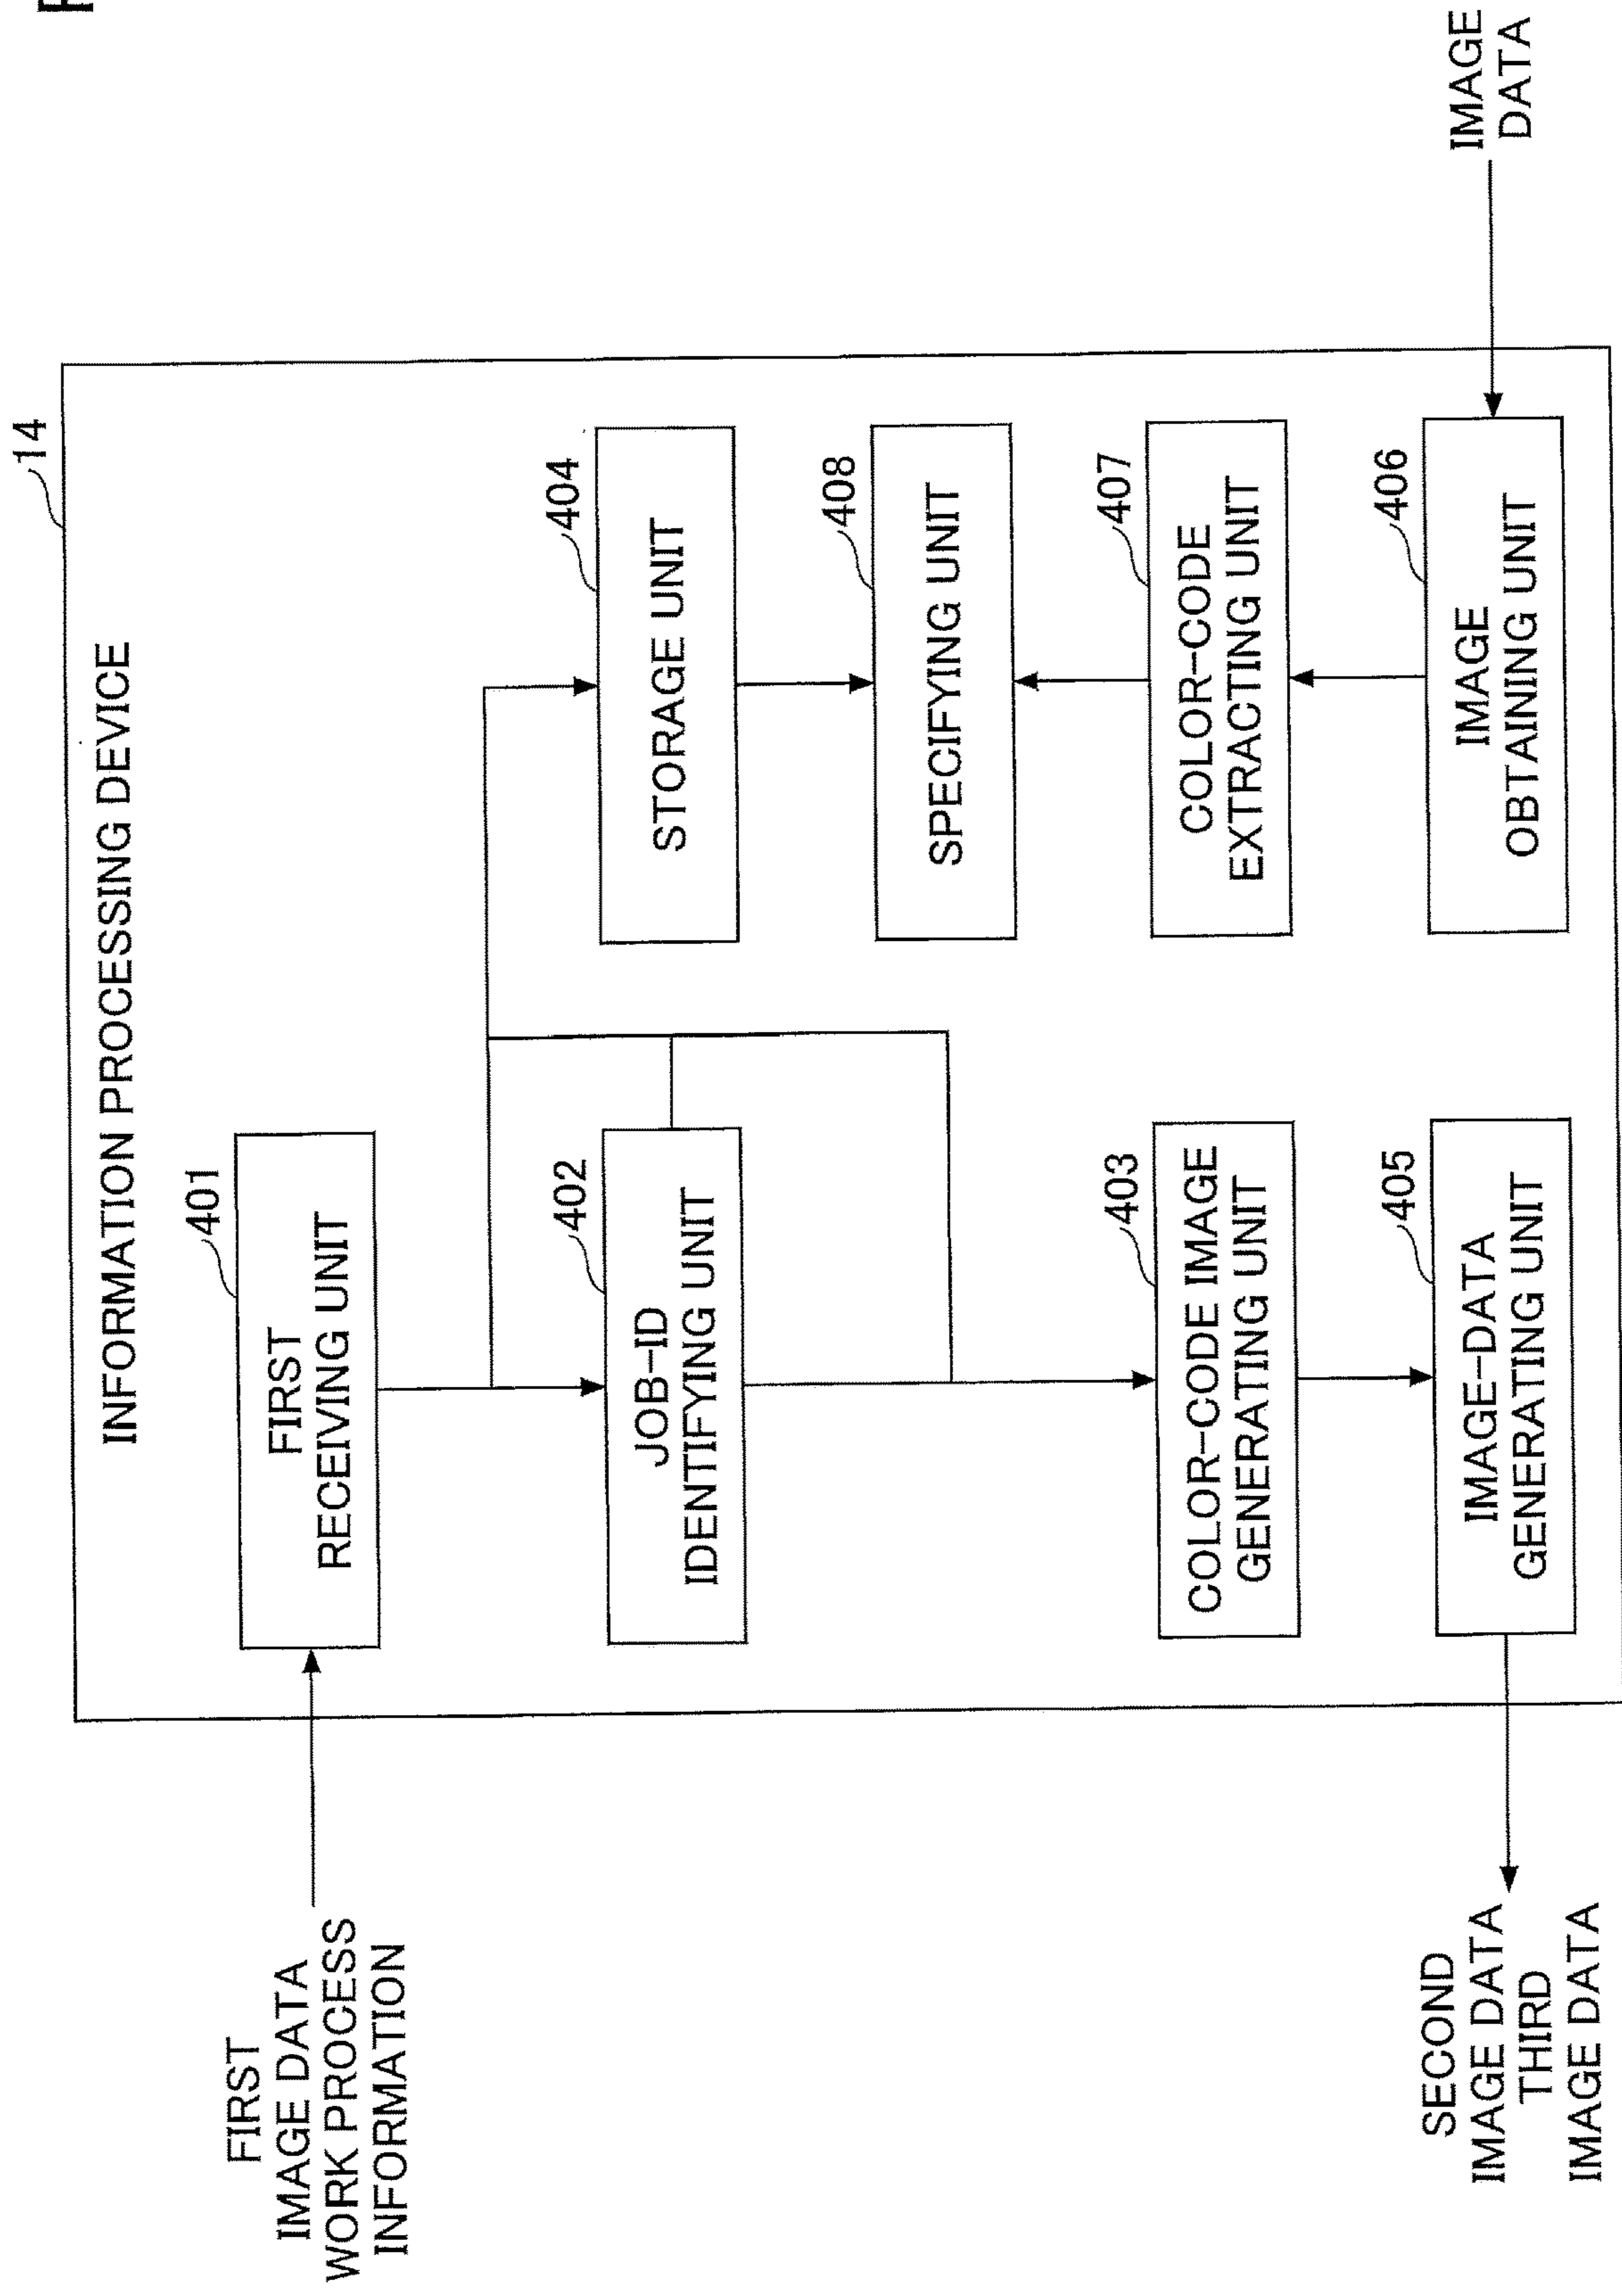 14
INFORMATION PROCESSING DEVICE
FIRST
IMAGE DATA
WORK PROCESS
INFORMATION
401
FIRST
RECEIVING UNIT
402
JOB-ID
IDENTIFYING UNIT
403
COLOR-CODE IMAGE
GENERATING UNIT
405
IMAGE-DATA
GENERATING UNIT
SECOND
IMAGE DATA
THIRD
IMAGE DATA
404
STORAGE UNIT
408
SPECIFYING UNIT
407
COLOR-CODE
EXTRACTING UNIT
406
IMAGE
OBTAINING UNIT
IMAGE
DATA